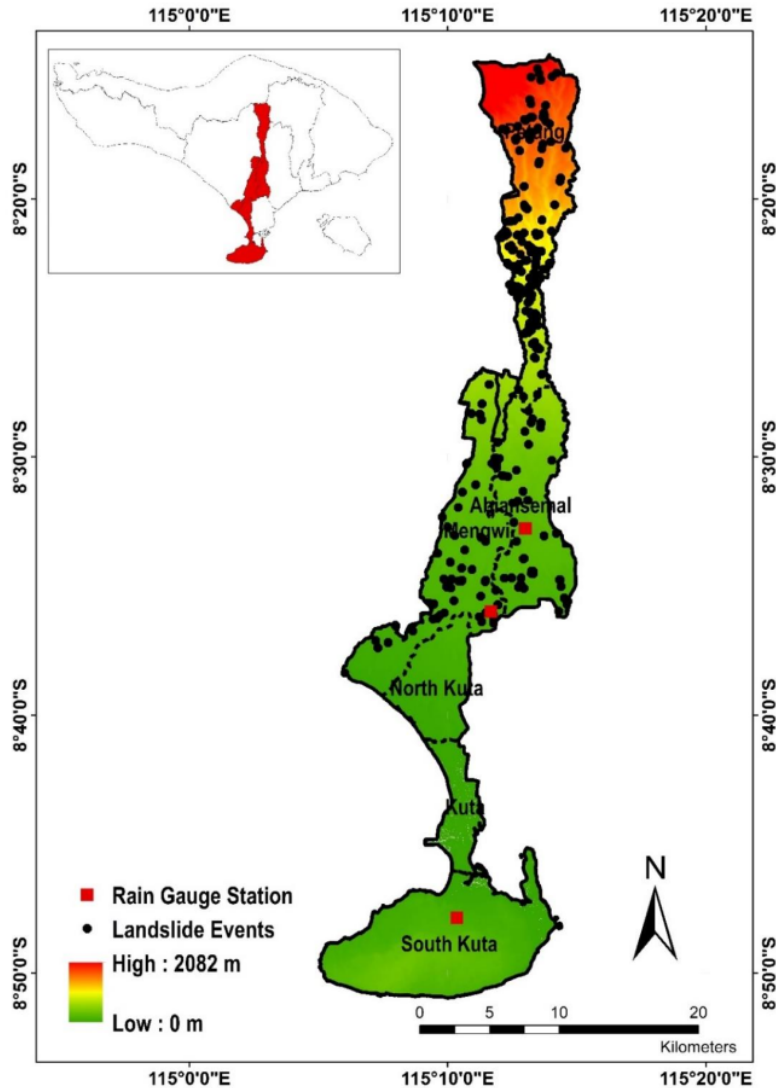 115°0'0"E 115°10'0"E 115°20'0"E
Petang
8°20'0"S 8°20'0"S
8°30'0"S 8°30'0"S
Abiansemal
Mengwi
North Kuta
8°40'0"S 8°40'0"S
Kuta
Rain Gauge Station
N
Landslide Events
South Kuta
High : 2082 m
8°50'0"S 8°50'0"S
Low : 0 m
0 5 10 20
Kilometers
115°0'0"E 115°10'0"E 115°20'0"E